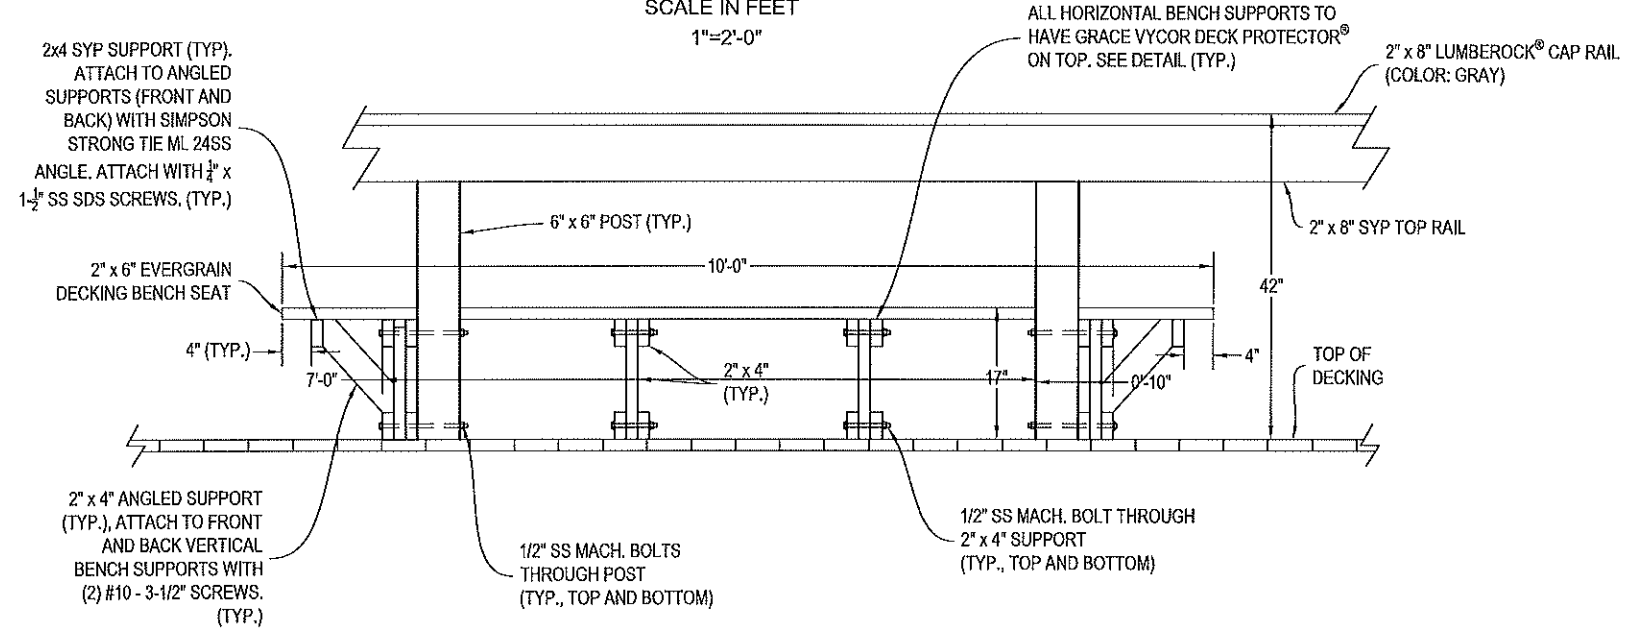 SCALE IN FEET
1"=2'-0"
2x4 SYP SUPPORT (TYP).
ATTACH TO ANGLED
SUPPORTS (FRONT AND
BACK) WITH SIMPSON
STRONG TIE ML 24SS
ANGLE. ATTACH WITH 1/4" x
1-1/2" SS SDS SCREWS. (TYP.)
ALL HORIZONTAL BENCH SUPPORTS TO
HAVE GRACE VYCOR DECK PROTECTOR®
ON TOP. SEE DETAIL (TYP.)
2" x 8" LUMBEROCK® CAP RAIL
(COLOR: GRAY)
6" x 6" POST (TYP.)
2" x 8" SYP TOP RAIL
2" x 6" EVERGRAIN
DECKING BENCH SEAT
10'-0"
42"
4" (TYP.)
7'-0"
2" x 4"
(TYP.)
17"
0'-10"
4"
TOP OF
DECKING
2" x 4" ANGLED SUPPORT
(TYP.), ATTACH TO FRONT
AND BACK VERTICAL
BENCH SUPPORTS WITH
(2) #10 - 3-1/2" SCREWS.
(TYP.)
1/2" SS MACH. BOLTS
THROUGH POST
(TYP., TOP AND BOTTOM)
1/2" SS MACH. BOLT THROUGH
2" x 4" SUPPORT
(TYP., TOP AND BOTTOM)